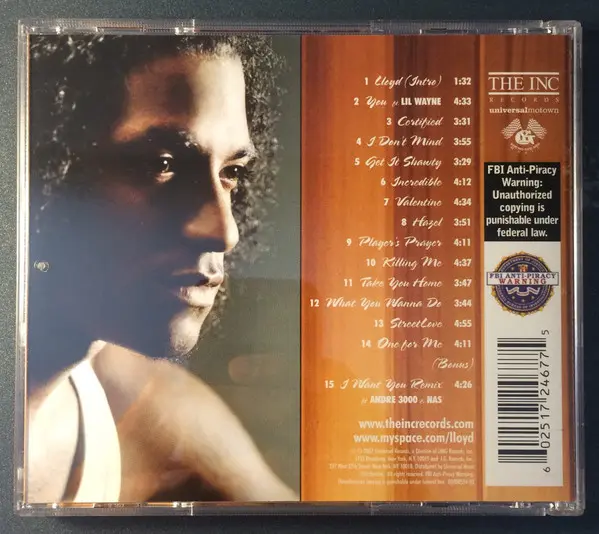 1 Lloyd (Intro) 1:32
2 You f/ LIL WAYNE 4:33
3 Certified 3:31
4 I Don't Mind 3:55
5 Get It Shawty 3:29
6 Incredible 4:12
7 Valentine 4:34
8 Hazel 3:51
9 Player's Prayer 4:11
10 Killing Me 4:37
11 Take You Home 3:47
12 What You Wanna Do 3:44
13 Street Love 4:55
14 One for Me 4:11
(Bonus)
15 I Want You Remix 4:26
f/ ANDRE 3000 & NAS
www.theincrecords.com
www.myspace.com/lloyd
THE INC
RECORDS
universalmotown
FBI Anti-Piracy
Warning:
Unauthorized
copying is
punishable under
federal law.
FBI ANTI-PIRACY
WARNING
6 02517 24677 5